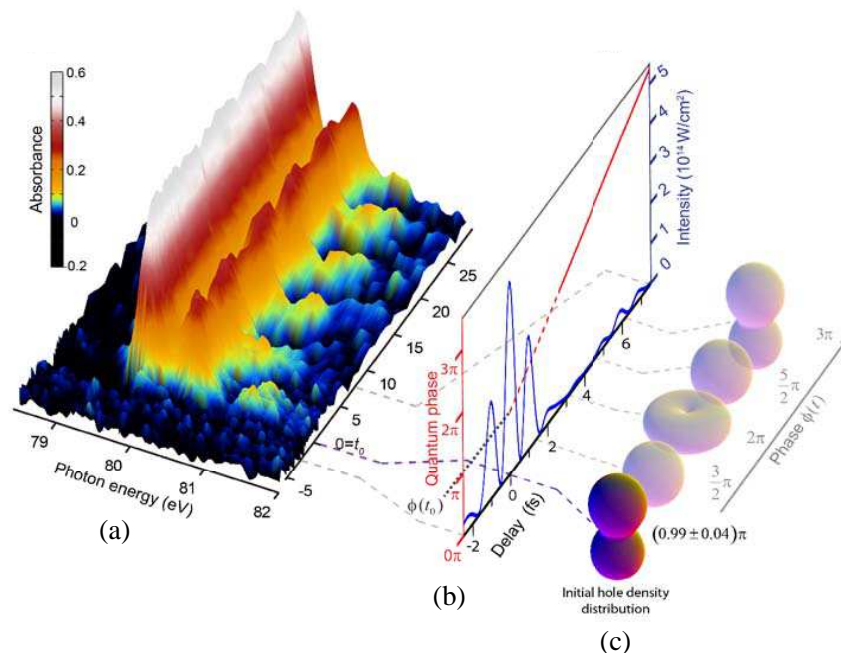 0.6
0.4
0.2
0
0.2
Absorbance
79
80
81
82
Photon energy (eV)
-5
0=t₀
5
10
15
20
25
(a)
Quantum phase
0π
π
2π
3π
ϕ(t₀)
-2
0
2
4
6
Delay (fs)
Intensity (10¹⁴ W/cm²)
0
1
2
3
4
5
(b)
3π
5/2 π
2π
3/2 π
Phase ϕ(t)
(0.99 ± 0.04)π
Initial hole density
distribution
(c)